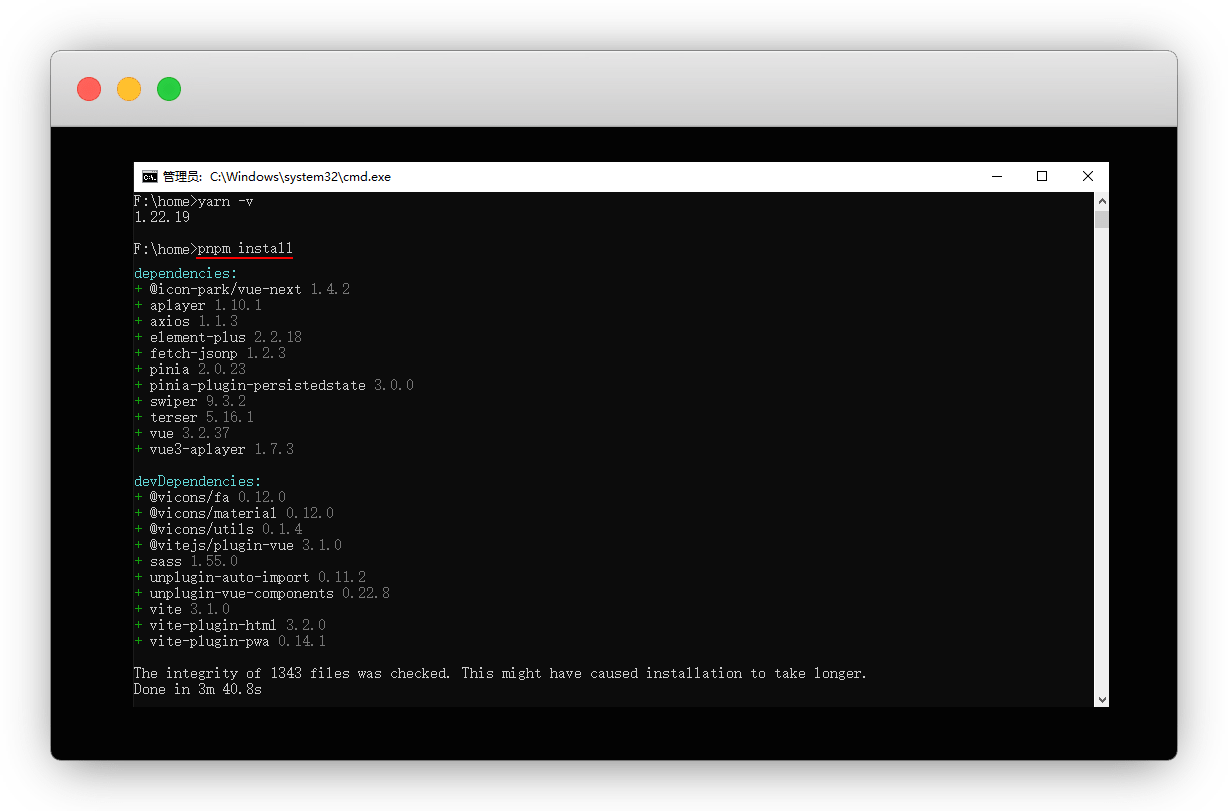 管理员: C:\Windows\system32\cmd.exe
F:\home>yarn -v
1.22.19
F:\home>pnpm install
dependencies:
+ @icon-park/vue-next 1.4.2
+ aplayer 1.10.1
+ axios 1.1.3
+ element-plus 2.2.18
+ fetch-jsonp 1.2.3
+ pinia 2.0.23
+ pinia-plugin-persistedstate 3.0.0
+ swiper 9.3.2
+ terser 5.16.1
+ vue 3.2.37
+ vue3-aplayer 1.7.3
devDependencies:
+ @vicons/fa 0.12.0
+ @vicons/material 0.12.0
+ @vicons/utils 0.1.4
+ @vitejs/plugin-vue 3.1.0
+ sass 1.55.0
+ unplugin-auto-import 0.11.2
+ unplugin-vue-components 0.22.8
+ vite 3.1.0
+ vite-plugin-html 3.2.0
+ vite-plugin-pwa 0.14.1
The integrity of 1343 files was checked. This might have caused installation to take longer.
Done in 3m 40.8s